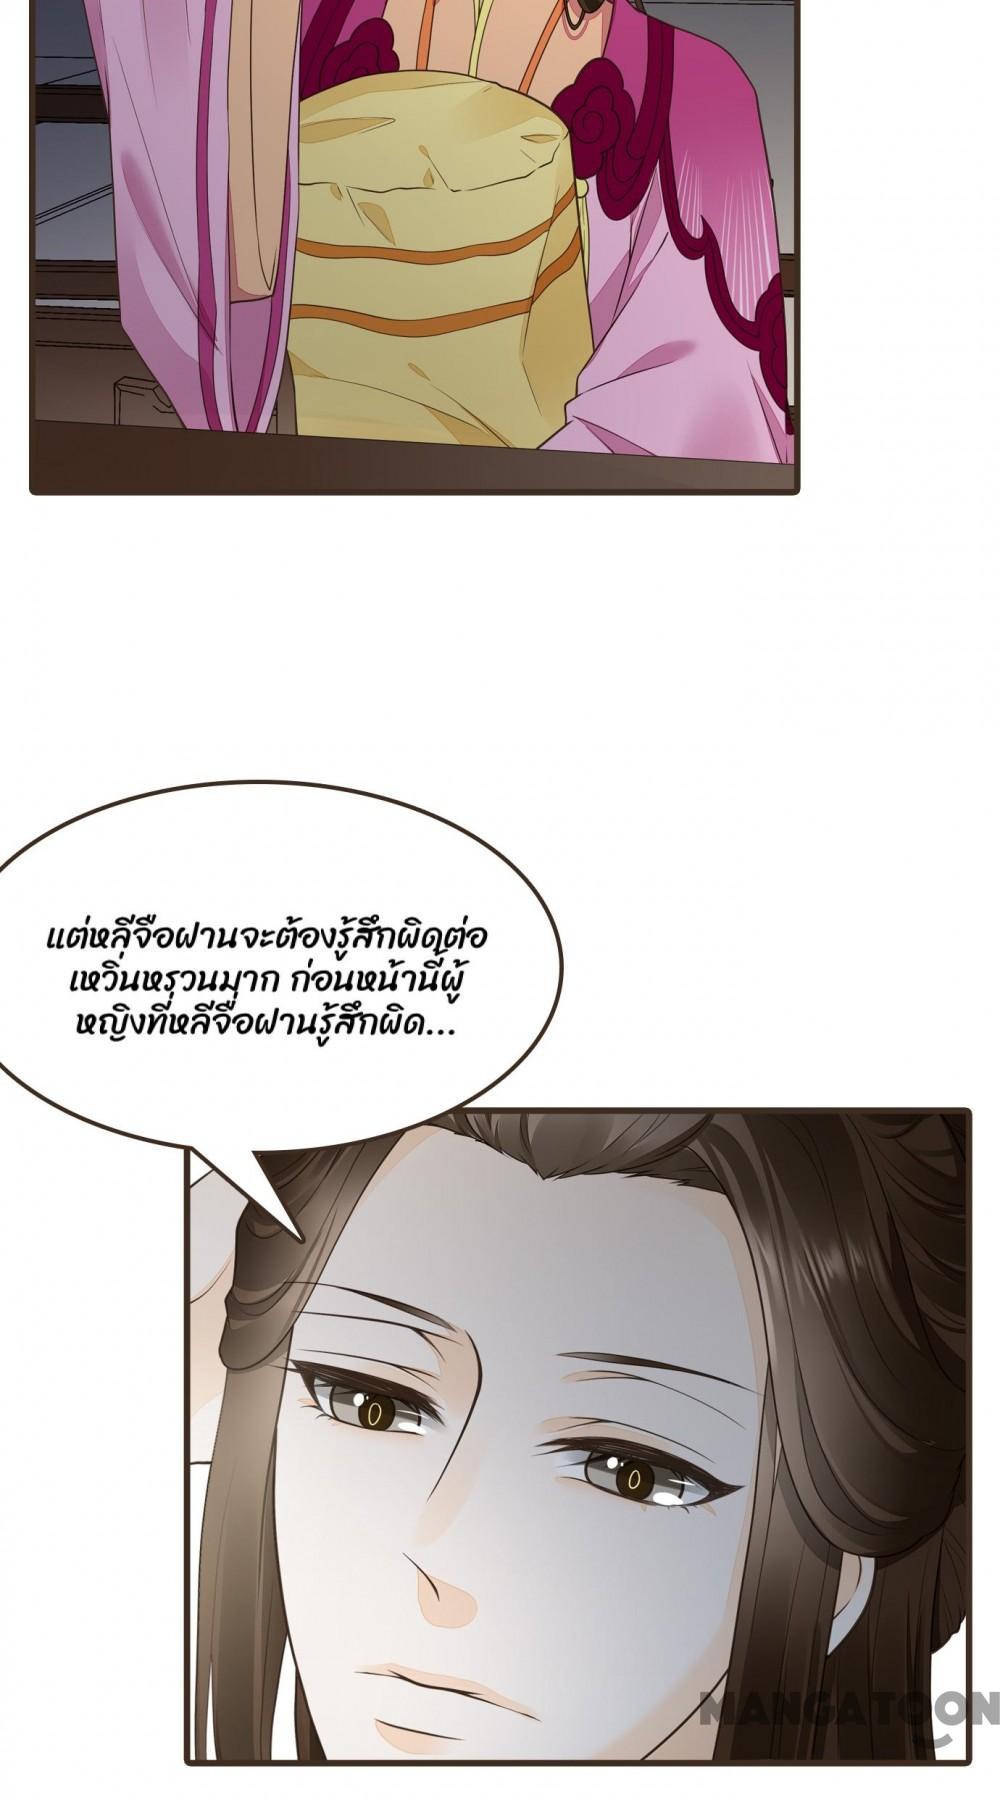 แต่หลีจือฝานจะต้องรู้สึกผิดต่อ
เหวิ่นหรวนมาก ก่อนหน้านี้ผู้
หญิงที่หลีจื่อฝานรู้สึกผิด...
MANGATOON